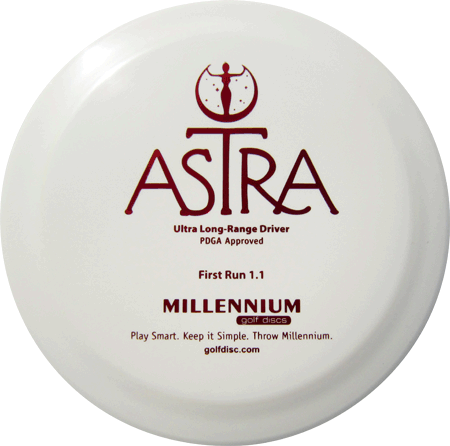 ASTRA
Ultra Long-Range Driver
PDGA Approved
First Run 1.1
MILLENNIUM
golf discs
Play Smart. Keep it Simple. Throw Millennium.
golfdisc.com